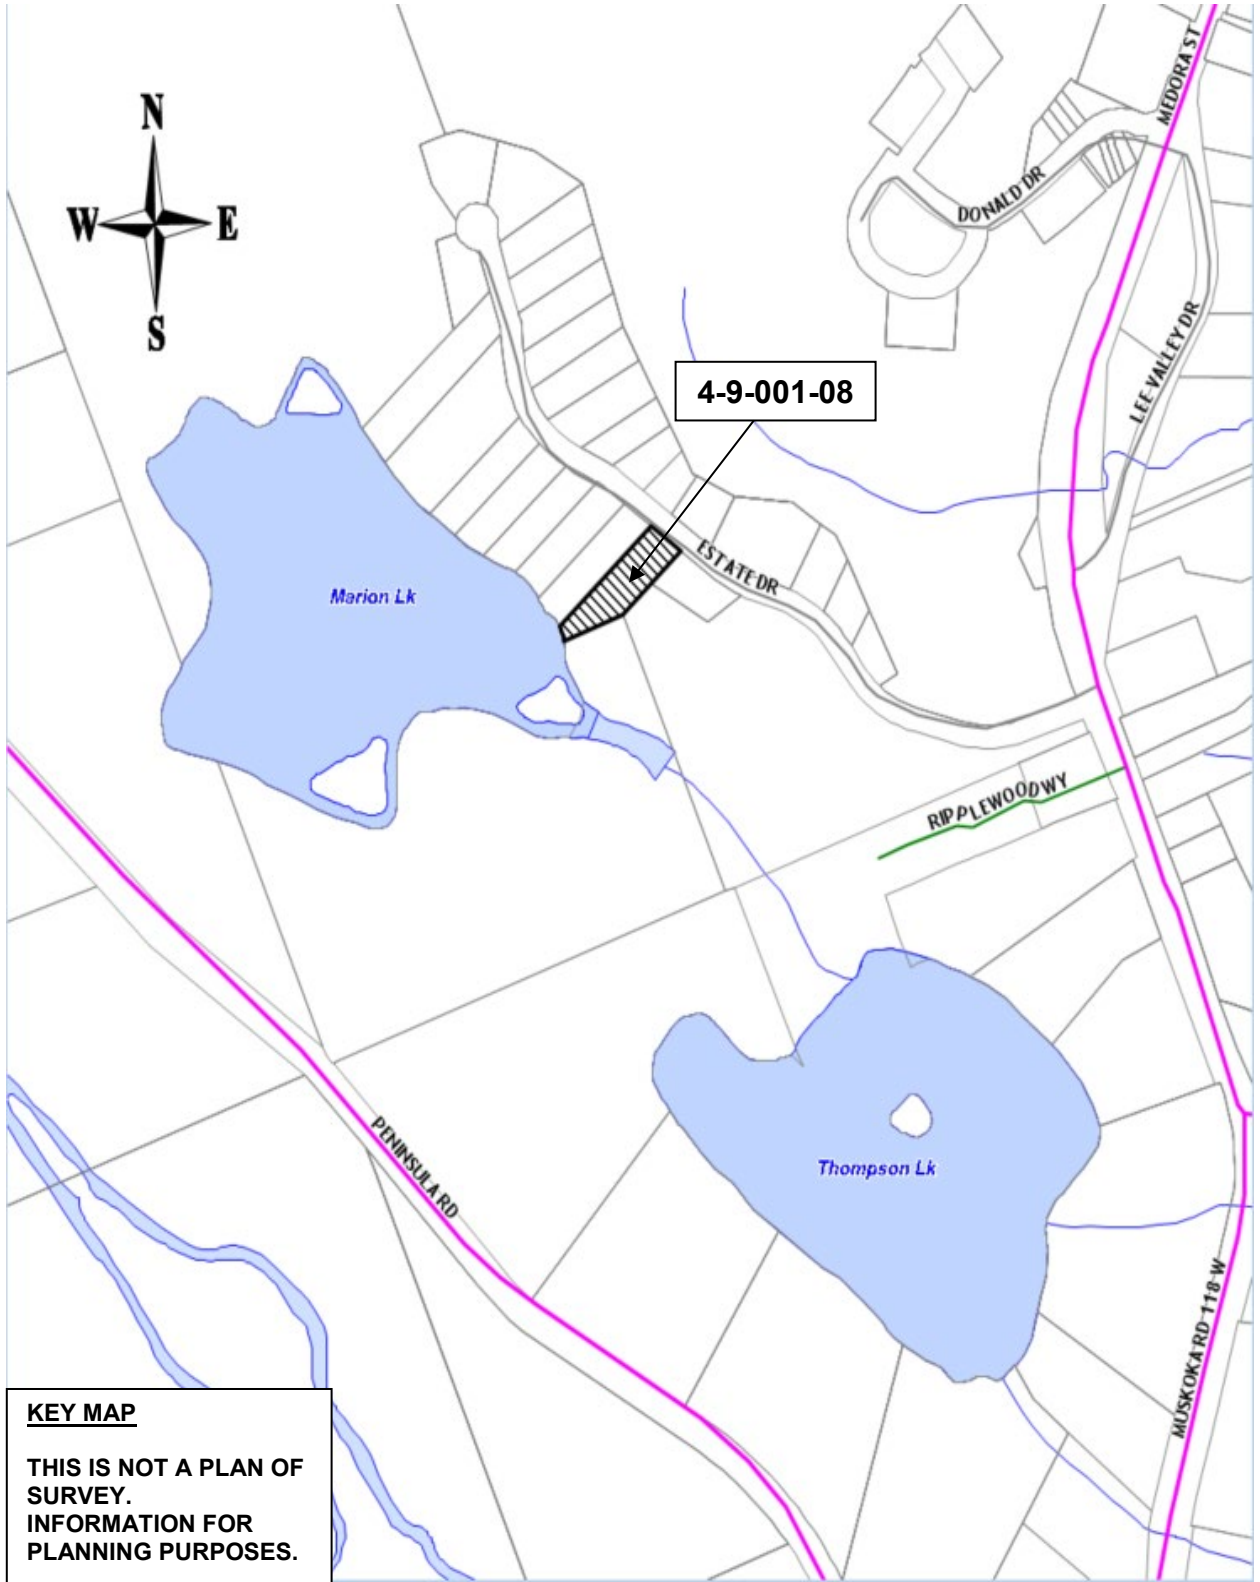 N
W E
S
MEDORA ST
DONALD DR
LEE VALLEY DR
4-9-001-08
ESTATE DR
Marion Lk
RIPPLEWOOD WY
PENINSULA RD
Thompson Lk
MUSKOKA RD 118 W
KEY MAP
THIS IS NOT A PLAN OF
SURVEY.
INFORMATION FOR
PLANNING PURPOSES.